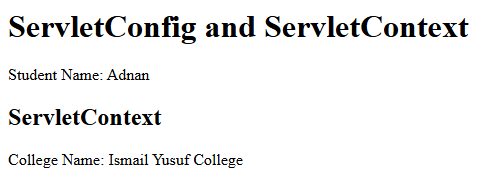 ServletConfig and ServletContext
Student Name: Adnan
ServletContext
College Name: Ismail Yusuf College